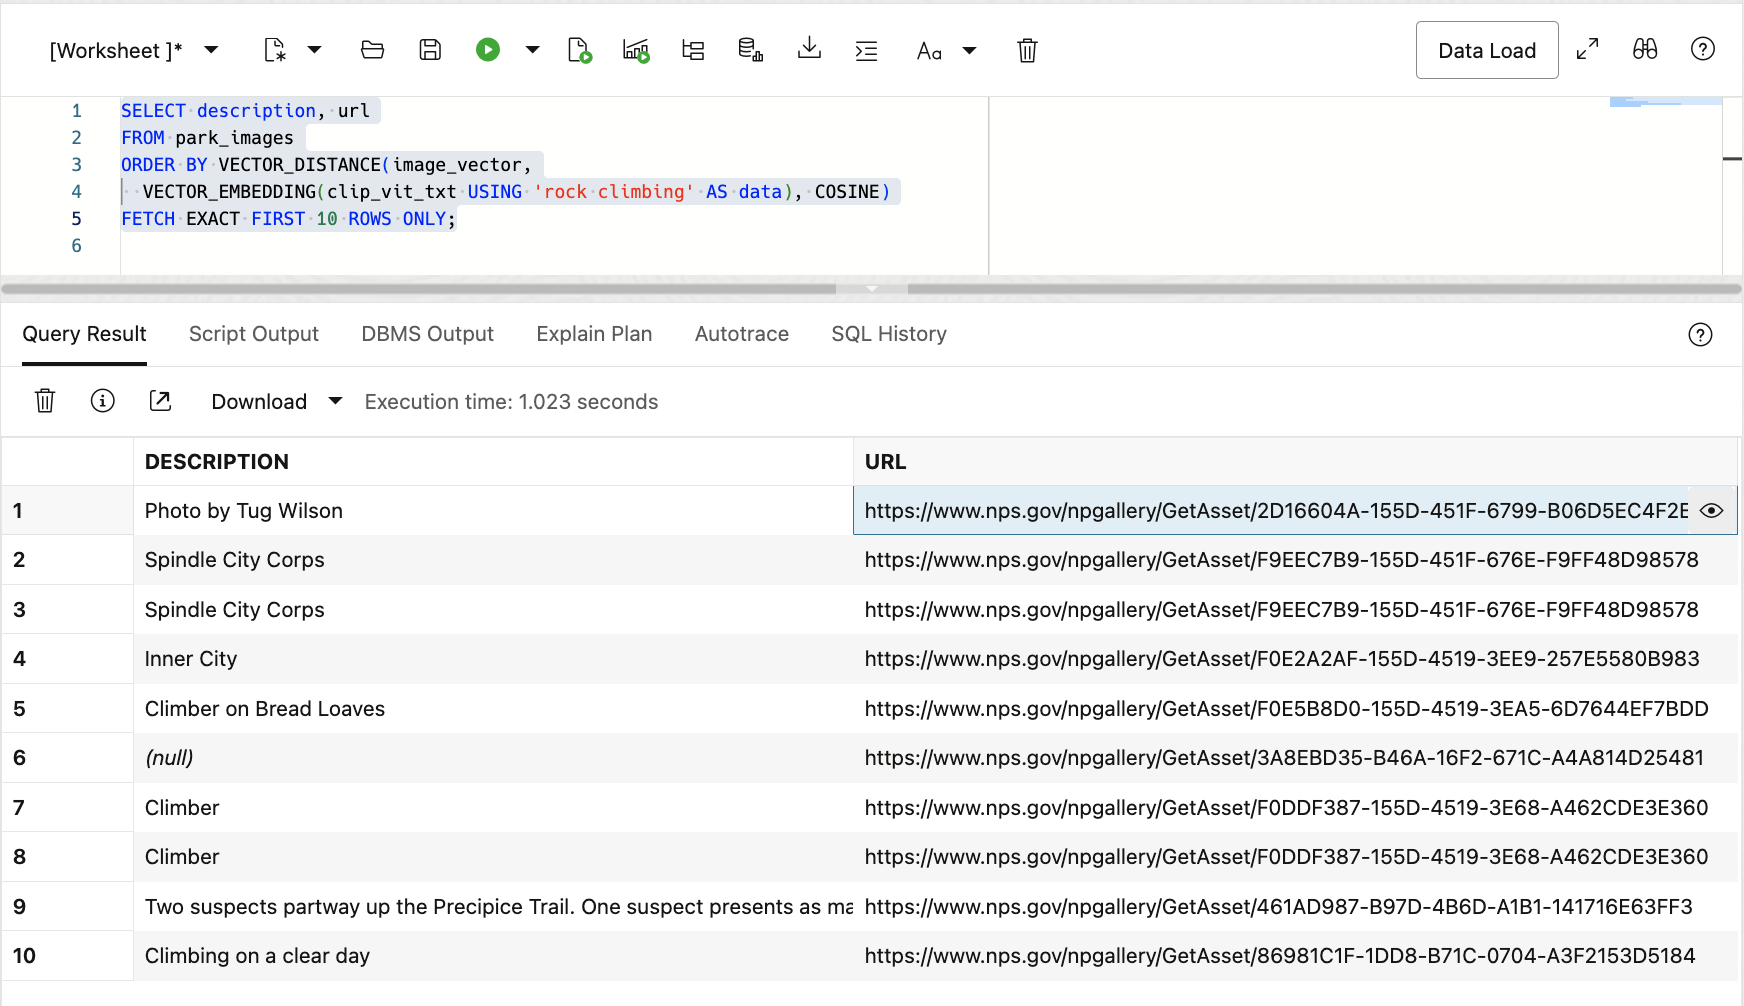 [Worksheet ]*
Aa
Data Load
1 SELECT description, url
2 FROM park_images
3 ORDER BY VECTOR_DISTANCE(image_vector,
4 VECTOR_EMBEDDING(clip_vit_txt USING 'rock climbing' AS data), COSINE)
5 FETCH EXACT FIRST 10 ROWS ONLY;
6
Query Result Script Output DBMS Output Explain Plan Autotrace SQL History
Download Execution time: 1.023 seconds
DESCRIPTION URL
1 Photo by Tug Wilson https://www.nps.gov/npgallery/GetAsset/2D16604A-155D-451F-6799-B06D5EC4F2E
2 Spindle City Corps https://www.nps.gov/npgallery/GetAsset/F9EEC7B9-155D-451F-676E-F9FF48D98578
3 Spindle City Corps https://www.nps.gov/npgallery/GetAsset/F9EEC7B9-155D-451F-676E-F9FF48D98578
4 Inner City https://www.nps.gov/npgallery/GetAsset/F0E2A2AF-155D-4519-3EE9-257E5580B983
5 Climber on Bread Loaves https://www.nps.gov/npgallery/GetAsset/F0E5B8D0-155D-4519-3EA5-6D7644EF7BDD
6 (null) https://www.nps.gov/npgallery/GetAsset/3A8EBD35-B46A-16F2-671C-A4A814D25481
7 Climber https://www.nps.gov/npgallery/GetAsset/F0DDF387-155D-4519-3E68-A462CDE3E360
8 Climber https://www.nps.gov/npgallery/GetAsset/F0DDF387-155D-4519-3E68-A462CDE3E360
9 Two suspects partway up the Precipice Trail. One suspect presents as ma https://www.nps.gov/npgallery/GetAsset/461AD987-B97D-4B6D-A1B1-141716E63FF3
10 Climbing on a clear day https://www.nps.gov/npgallery/GetAsset/86981C1F-1DD8-B71C-0704-A3F2153D5184